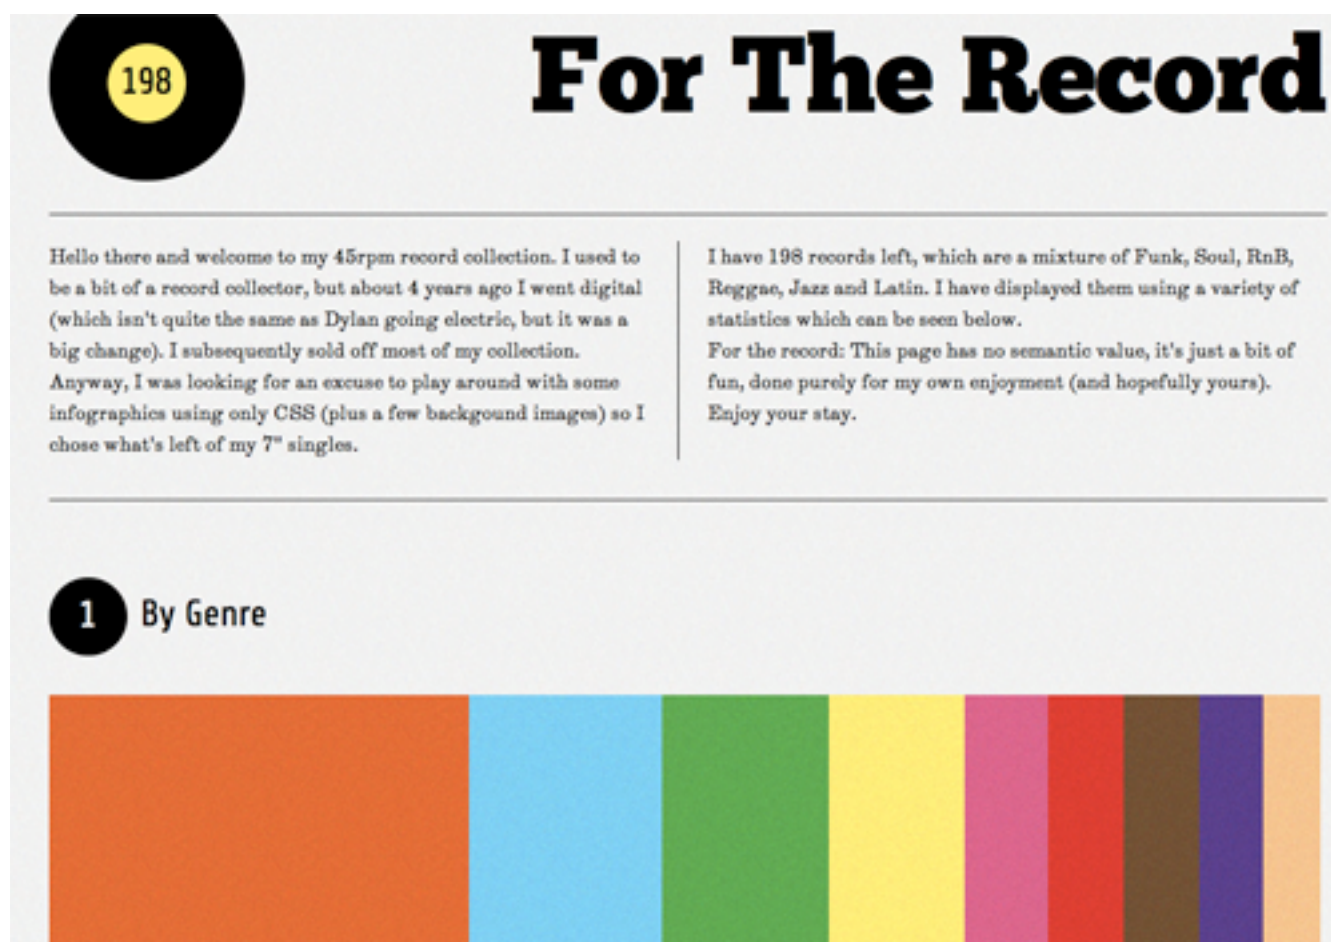 198
For The Record
Hello there and welcome to my 45rpm record collection. I used to
be a bit of a record collector, but about 4 years ago I went digital
(which isn't quite the same as Dylan going electric, but it was a
big change). I subsequently sold off most of my collection.
Anyway, I was looking for an excuse to play around with some
infographics using only CSS (plus a few backgound images) so I
chose what's left of my 7" singles.
I have 198 records left, which are a mixture of Funk, Soul, RnB,
Reggae, Jazz and Latin. I have displayed them using a variety of
statistics which can be seen below.
For the record: This page has no semantic value, it's just a bit of
fun, done purely for my own enjoyment (and hopefully yours).
Enjoy your stay.
1 By Genre